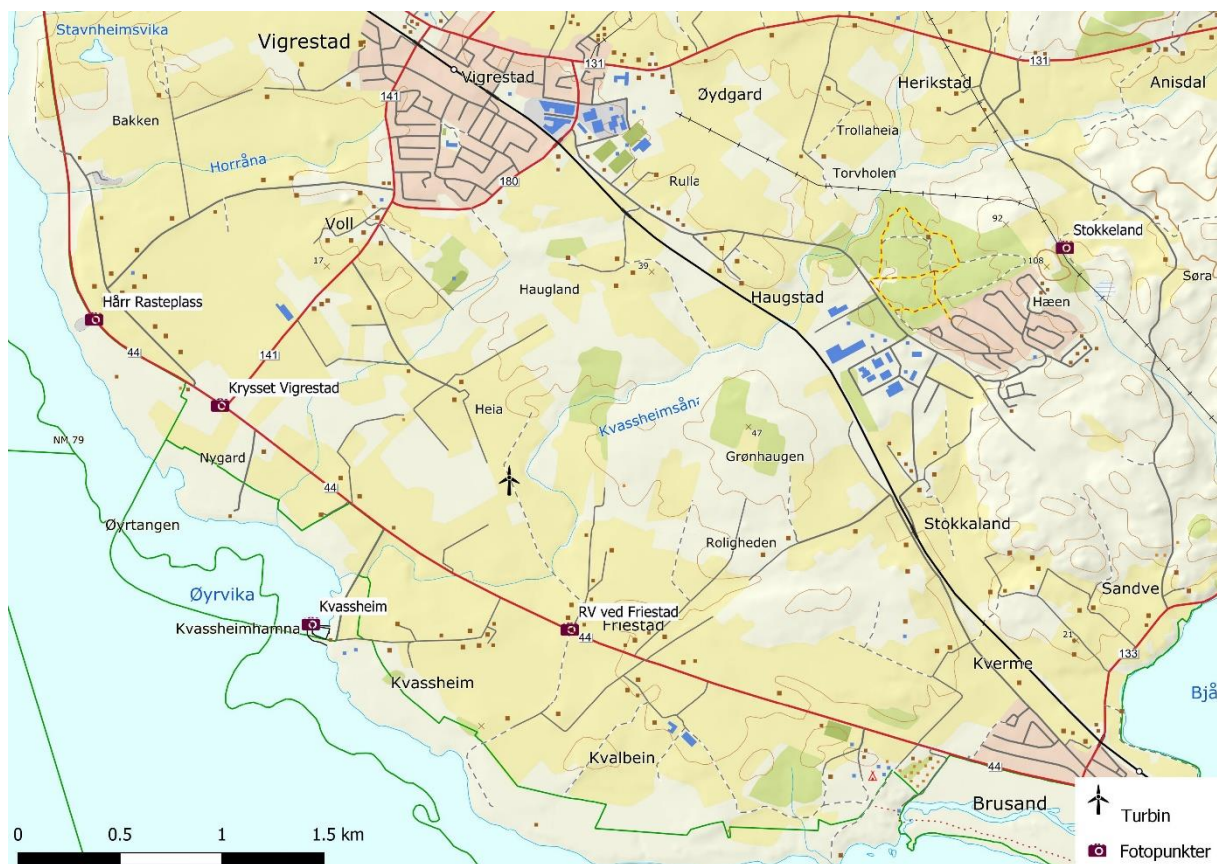 Stavnheimsvika
Vigrestad
Vigrestad
131
131
Herikstad
Anisdal
Øydgard
141
Bakken
Trollaheia
Horråna
Torvholen
180
Rulla
92
Stokkeland
Voll
17
39
108
Søra
Haugland
Haugstad
Hæen
Hårr Rasteplass
44
141
Krysset Vigrestad
Heia
Kvassheimsåna
NM 79
47
Grønhaugen
Nygard
44
Øyrtangen
Stokkaland
Roligheden
Øyrvika
Kvassheim
Sandve
RV ved Friestad
Kvassheimhamna
44
Friestad
21
133
Kverme
Kvassheim
Bjå
Kvalbein
44
Brusand
Turbin
Fotopunkter
0
0.5
1
1.5 km